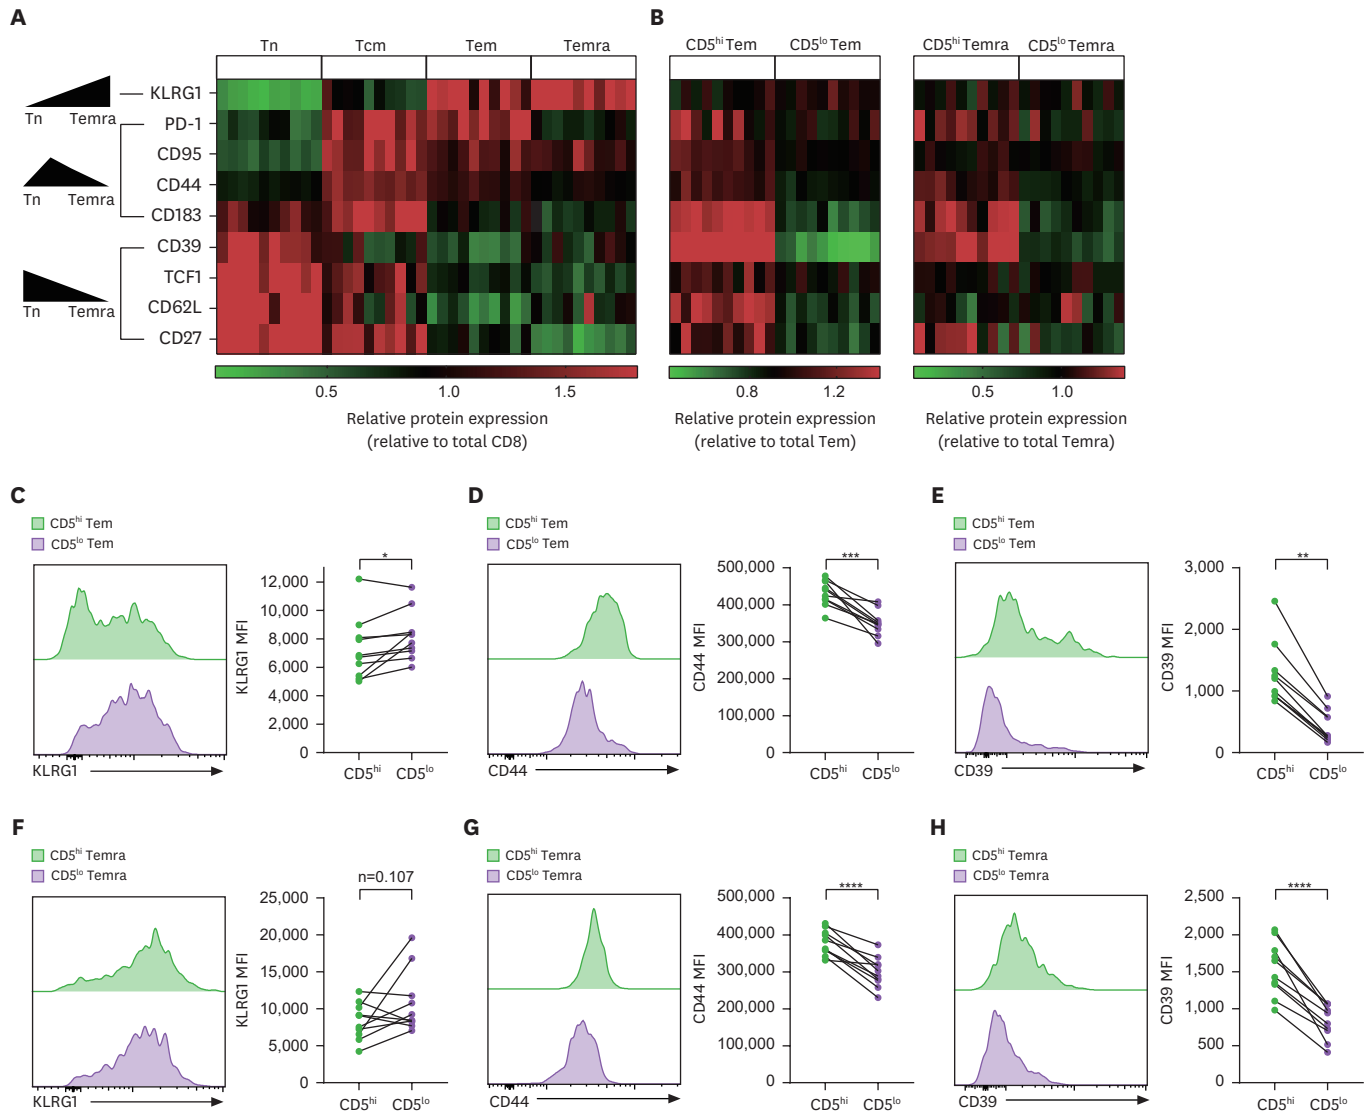 A
B
Tn Tcm Tem Temra
CD5hi Tem CD5lo Tem
CD5hi Temra CD5lo Temra
Tn Temra
KLRG1
PD-1
CD95
Tn Temra
CD44
CD183
CD39
TCF1
Tn Temra
CD62L
CD27
0.5 1.0 1.5
Relative protein expression
(relative to total CD8)
0.8 1.2
Relative protein expression
(relative to total Tem)
0.5 1.0
Relative protein expression
(relative to total Temra)
C
CD5hi Tem
CD5lo Tem
KLRG1
KLRG1 MFI
12,000
10,000
8,000
6,000
4,000
2,000
0
*
CD5hi CD5lo
D
CD5hi Tem
CD5lo Tem
CD44
CD44 MFI
500,000
400,000
300,000
200,000
100,000
0
***
CD5hi CD5lo
E
CD5hi Tem
CD5lo Tem
CD39
CD39 MFI
3,000
2,000
1,000
0
**
CD5hi CD5lo
F
CD5hi Temra
CD5lo Temra
KLRG1
KLRG1 MFI
25,000
20,000
15,000
10,000
5,000
0
n=0.107
CD5hi CD5lo
G
CD5hi Temra
CD5lo Temra
CD44
CD44 MFI
500,000
400,000
300,000
200,000
100,000
0
****
CD5hi CD5lo
H
CD5hi Temra
CD5lo Temra
CD39
CD39 MFI
2,500
2,000
1,500
1,000
500
0
****
CD5hi CD5lo